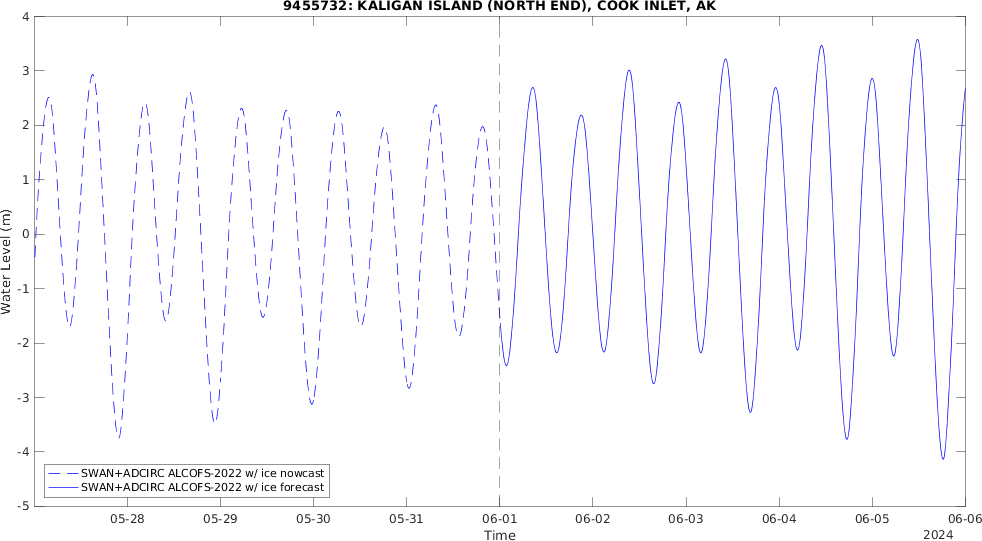 9455732: KALIGAN ISLAND (NORTH END), COOK INLET, AK
4
3
2
1
0
-1
-2
-3
-4
-5
Water Level (m)
SWAN+ADCIRC ALCOFS-2022 w/ ice nowcast
SWAN+ADCIRC ALCOFS-2022 w/ ice forecast
05-28 05-29 05-30 05-31 06-01 06-02 06-03 06-04 06-05 06-06
Time
2024